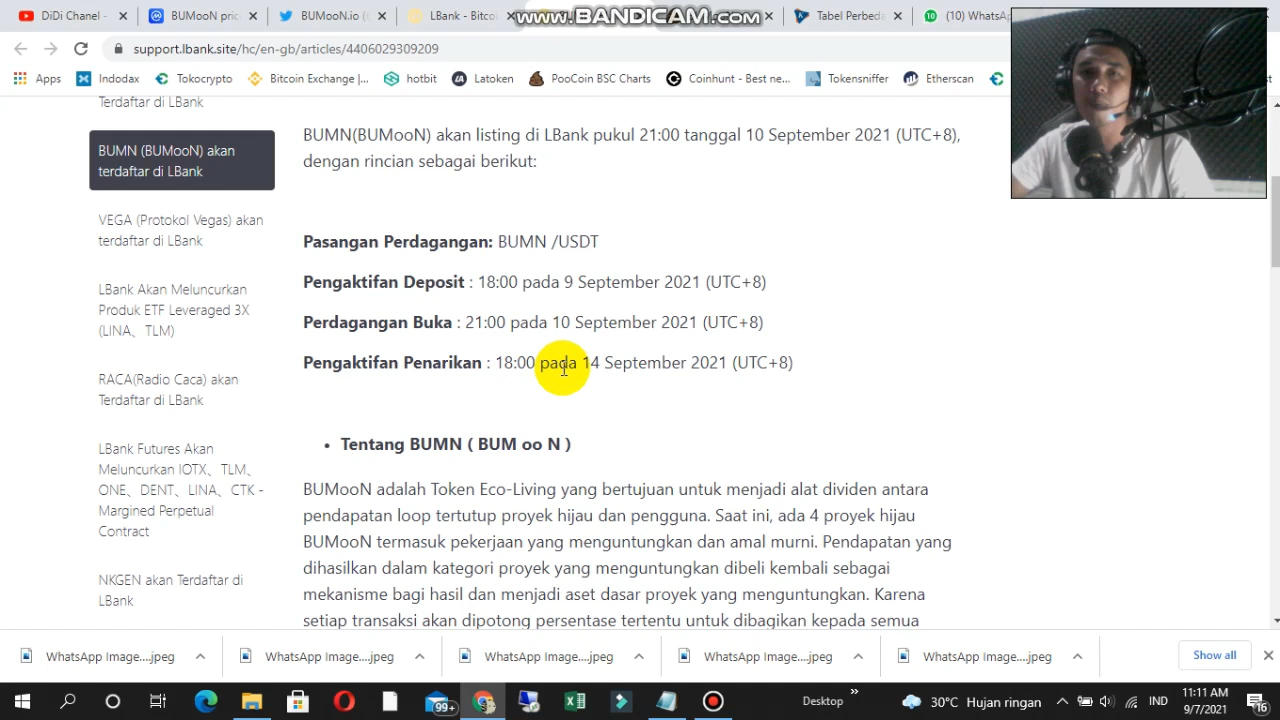 DiDi Chanel -
BUMooN pric
BUMooN.io (
LBank - Bitco
www.BANDICAM.com
Tabel Perbeda
(10) WhatsA
support.lbank.site/hc/en-gb/articles/4406029309209
Apps
Indodax
Tokocrypto
Bitcoin Exchange |...
hotbit
Latoken
PooCoin BSC Charts
Coinhunt - Best ne...
Tokensniffer
Etherscan
Terdaftar di LBank
BUMN (BUMooN) akan
terdaftar di LBank
VEGA (Protokol Vegas) akan
terdaftar di LBank
LBank Akan Meluncurkan
Produk ETF Leveraged 3X
(LINA、TLM)
RACA(Radio Caca) akan
Terdaftar di LBank
LBank Futures Akan
Meluncurkan IOTX、TLM、
ONE、DENT、LINA、CTK -
Margined Perpetual
Contract
NKGEN akan Terdaftar di
LBank
BUMN(BUMooN) akan listing di LBank pukul 21:00 tanggal 10 September 2021 (UTC+8),
dengan rincian sebagai berikut:
Pasangan Perdagangan: BUMN /USDT
Pengaktifan Deposit : 18:00 pada 9 September 2021 (UTC+8)
Perdagangan Buka : 21:00 pada 10 September 2021 (UTC+8)
Pengaktifan Penarikan : 18:00 pada 14 September 2021 (UTC+8)
• Tentang BUMN ( BUM oo N )
BUMooN adalah Token Eco-Living yang bertujuan untuk menjadi alat dividen antara
pendapatan loop tertutup proyek hijau dan pengguna. Saat ini, ada 4 proyek hijau
BUMooN termasuk pekerjaan yang menguntungkan dan amal murni. Pendapatan yang
dihasilkan dalam kategori proyek yang menguntungkan dibeli kembali sebagai
mekanisme bagi hasil dan menjadi aset dasar proyek yang menguntungkan. Karena
setiap transaksi akan dipotong persentase tertentu untuk dibagikan kepada semua
WhatsApp Image....jpeg
WhatsApp Image....jpeg
WhatsApp Image....jpeg
WhatsApp Image....jpeg
WhatsApp Image....jpeg
Show all
99+
Desktop
30°C Hujan ringan
IND
11:11 AM
9/7/2021
16